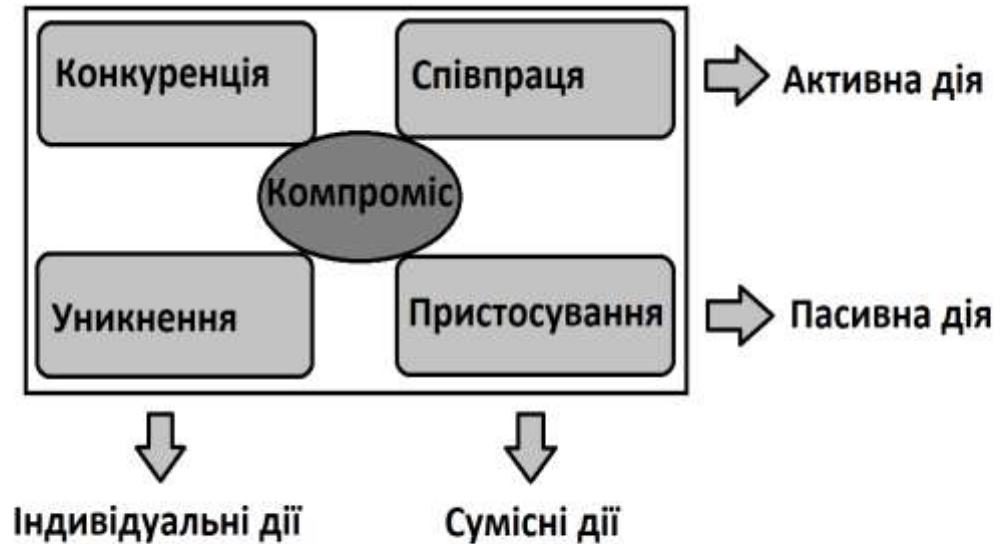 Конкуренція
Співпраця
Активна дія
Компроміс
Уникнення
Пристосування
Пасивна дія
Індивідуальні дії
Сумісні дії